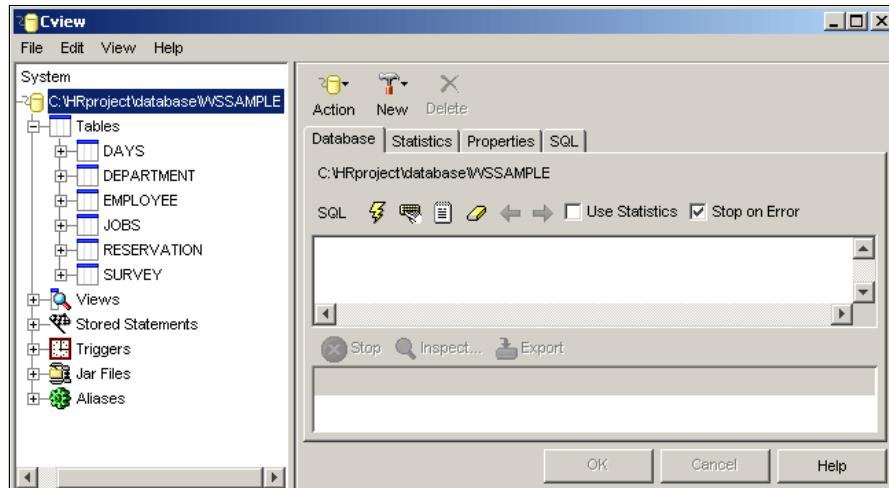 Cview
File Edit View Help
System
C:\HRproject\database\WSSAMPLE
Tables
DAYS
DEPARTMENT
EMPLOYEE
JOBS
RESERVATION
SURVEY
Views
Stored Statements
Triggers
Jar Files
Aliases
Action New Delete
Database Statistics Properties SQL
C:\HRproject\database\WSSAMPLE
SQL Use Statistics Stop on Error
Stop Inspect... Export
OK Cancel Help